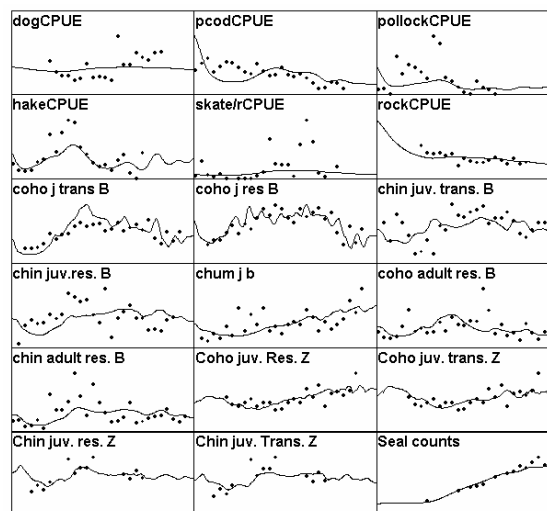 dogCPUE
pcodCPUE
pollockCPUE
hakeCPUE
skate/rCPUE
rockCPUE
coho j trans B
coho j res B
chin juv. trans. B
chin juv.res. B
chum j b
coho adult res. B
chin adult res. B
Coho juv. Res. Z
Coho juv. trans. Z
Chin juv. res. Z
Chin juv. Trans. Z
Seal counts